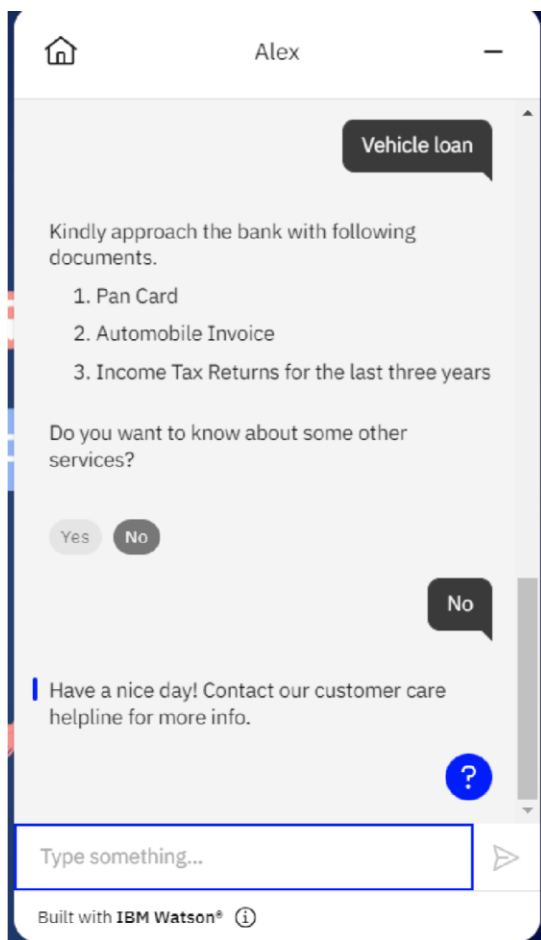 Alex
Vehicle loan
Kindly approach the bank with following
documents.
1. Pan Card
2. Automobile Invoice
3. Income Tax Returns for the last three years
Do you want to know about some other
services?
Yes No
No
Have a nice day! Contact our customer care
helpline for more info.
?
Type something...
Built with IBM Watson®